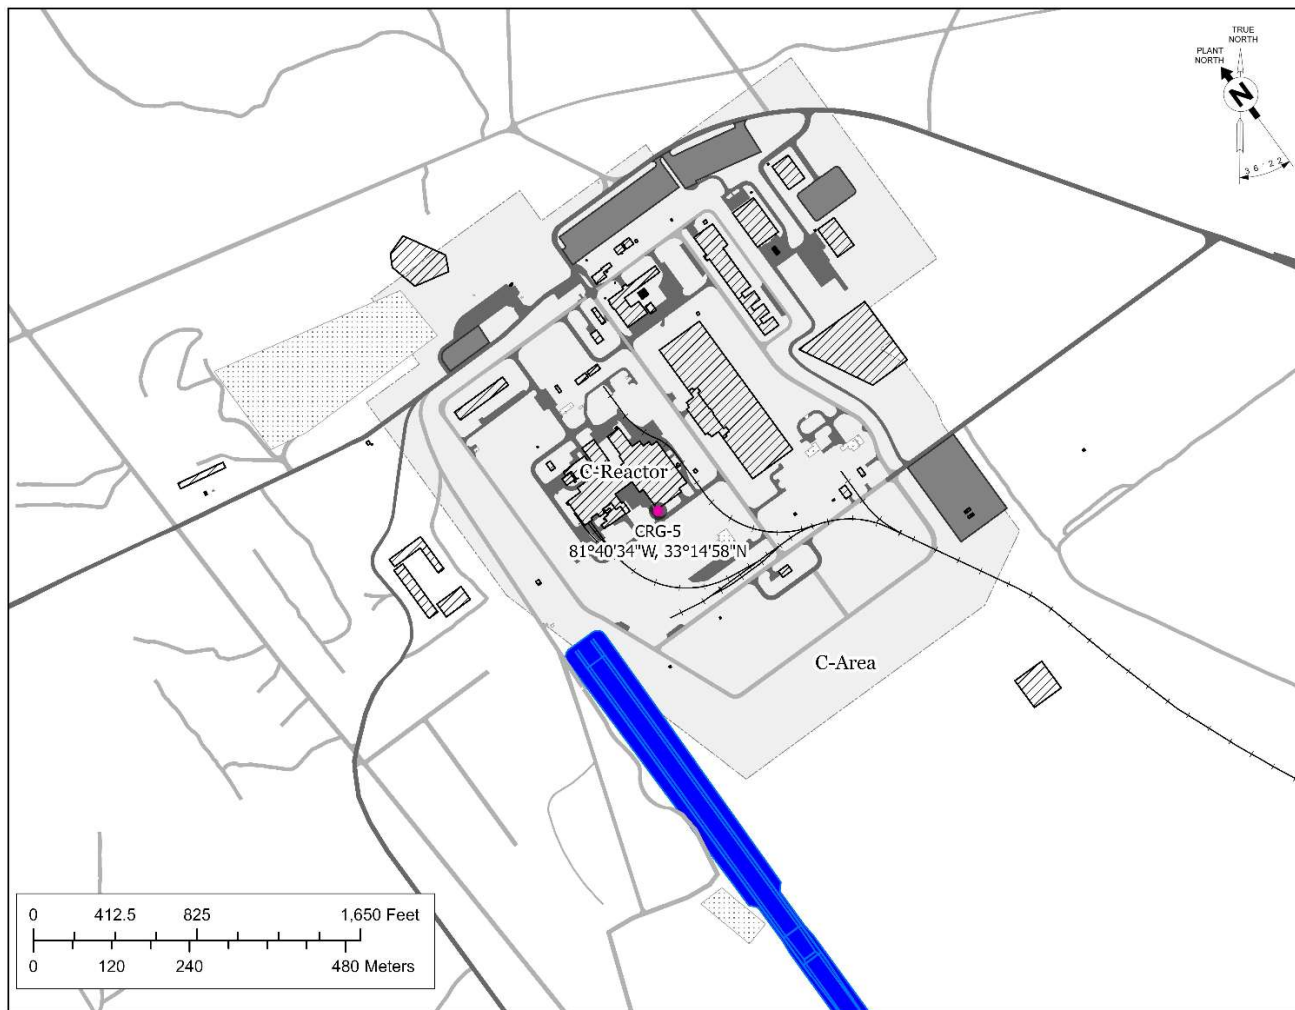 TRUE
NORTH
PLANT
NORTH
N
36°22'
C-Reactor
CRG-5
81°40'34"W, 33°14'58"N
C-Area
0 412.5 825 1,650 Feet
0 120 240 480 Meters